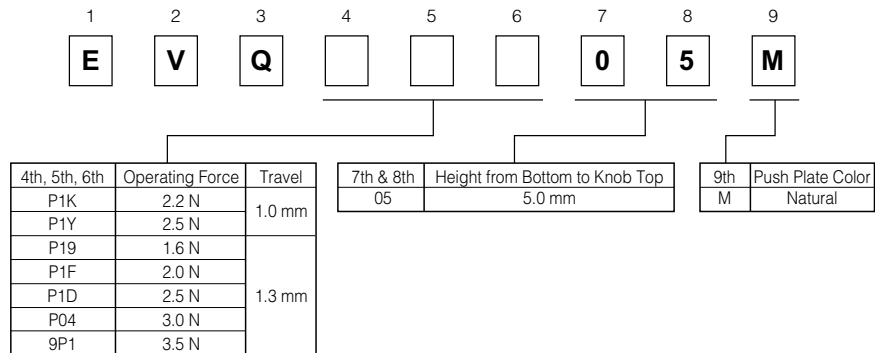 1 2 3 4 5 6 7 8 9
E V Q 0 5 M
4th, 5th, 6th Operating Force Travel
P1K 2.2 N 1.0 mm
P1Y 2.5 N
P19 1.6 N 1.3 mm
P1F 2.0 N
P1D 2.5 N
P04 3.0 N
9P1 3.5 N
7th & 8th Height from Bottom to Knob Top
05 5.0 mm
9th Push Plate Color
M Natural